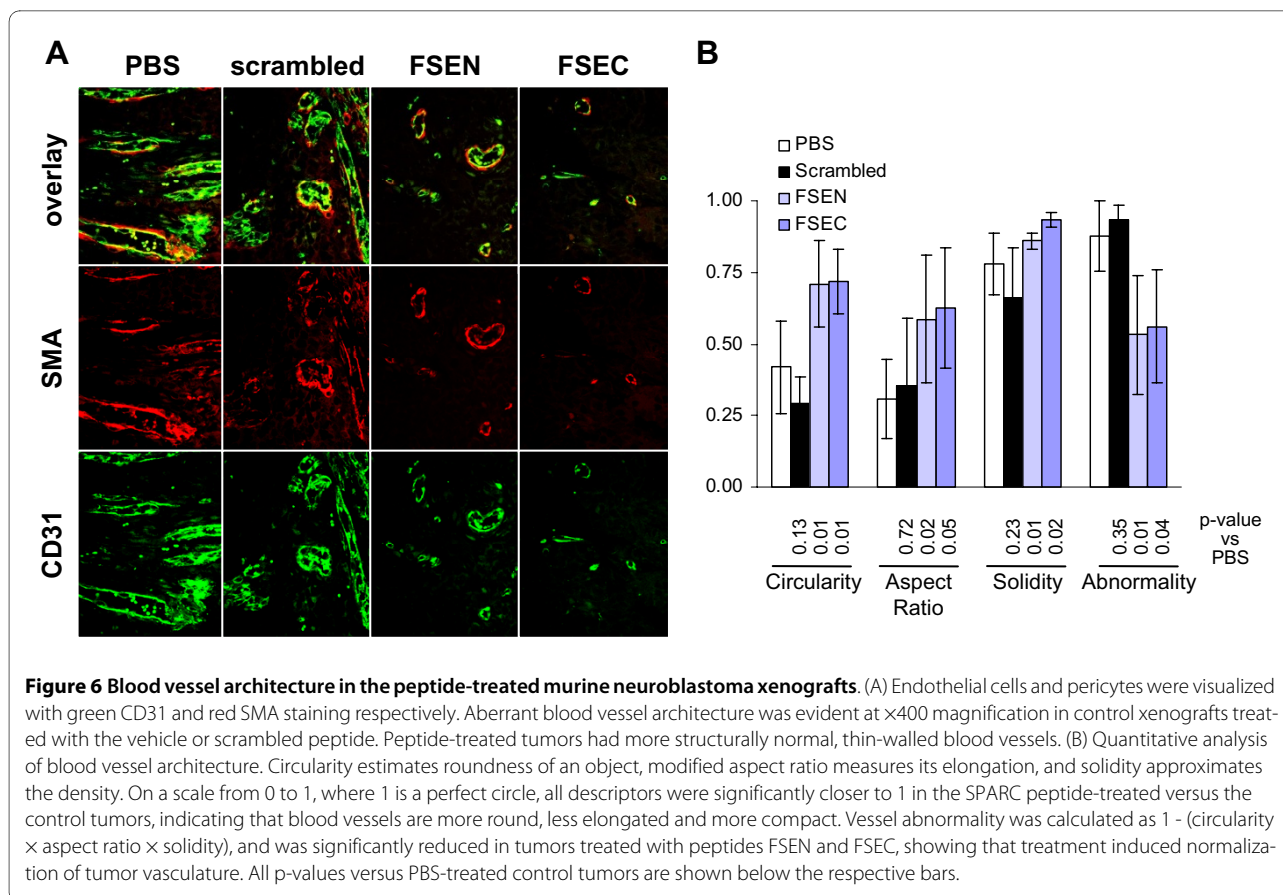 A
PBS scrambled FSEN FSEC
overlay
SMA
CD31
B
PBS
Scrambled
FSEN
FSEC
1.00
0.75
0.50
0.25
0.00
0.13 0.01 0.01 0.72 0.02 0.05 0.23 0.01 0.02 0.35 0.01 0.04
p-value
vs
PBS
Circularity Aspect Solidity Abnormality
Ratio
Figure 6 Blood vessel architecture in the peptide-treated murine neuroblastoma xenografts. (A) Endothelial cells and pericytes were visualized
with green CD31 and red SMA staining respectively. Aberrant blood vessel architecture was evident at ×400 magnification in control xenografts treat-
ed with the vehicle or scrambled peptide. Peptide-treated tumors had more structurally normal, thin-walled blood vessels. (B) Quantitative analysis
of blood vessel architecture. Circularity estimates roundness of an object, modified aspect ratio measures its elongation, and solidity approximates
the density. On a scale from 0 to 1, where 1 is a perfect circle, all descriptors were significantly closer to 1 in the SPARC peptide-treated versus the
control tumors, indicating that blood vessels are more round, less elongated and more compact. Vessel abnormality was calculated as 1 - (circularity
× aspect ratio × solidity), and was significantly reduced in tumors treated with peptides FSEN and FSEC, showing that treatment induced normaliza-
tion of tumor vasculature. All p-values versus PBS-treated control tumors are shown below the respective bars.